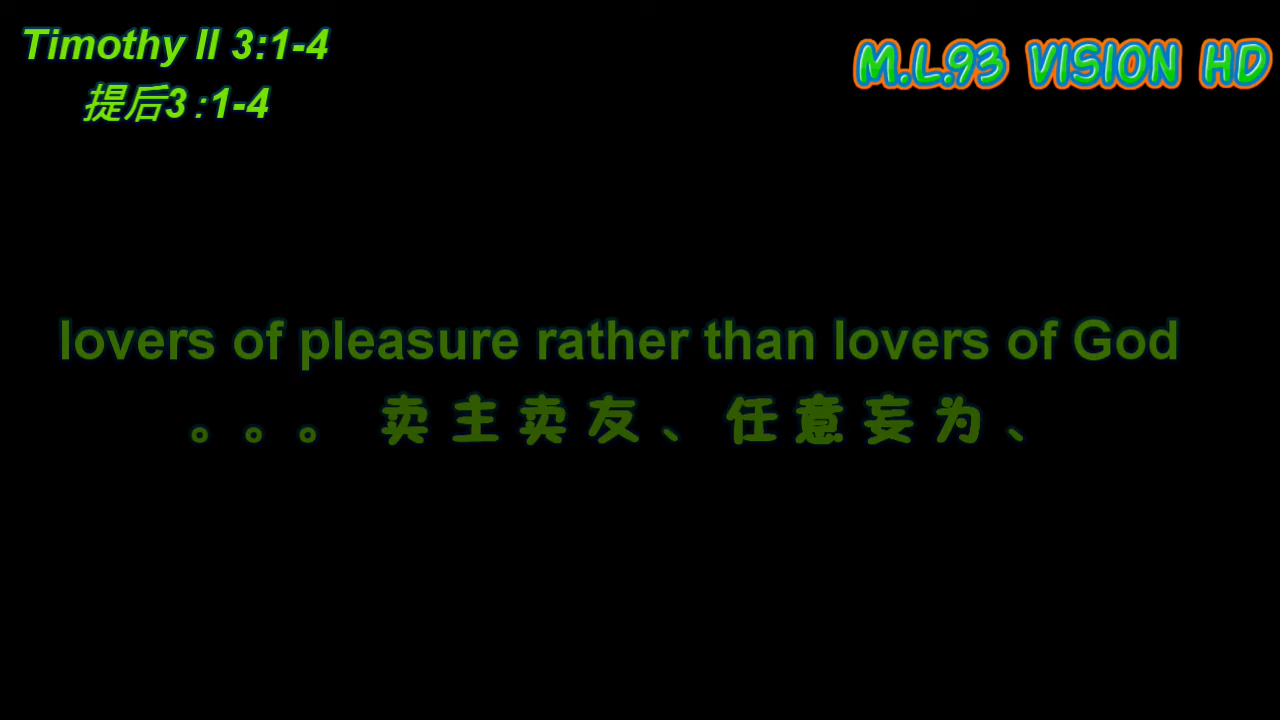 Timothy II 3:1-4
提后3:1-4
M.L.93 VISION HD
lovers of pleasure rather than lovers of God
。。。 卖主卖友、任意妄为、